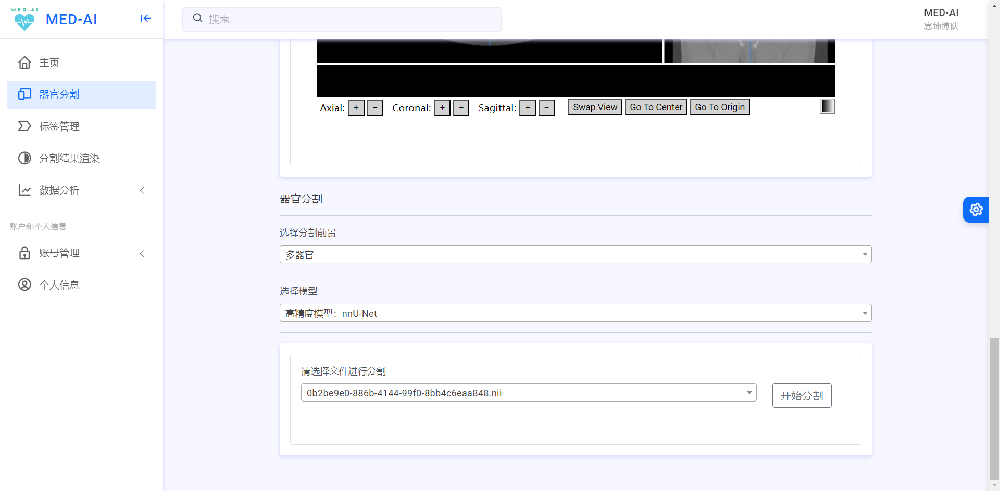 MED-AI
MED-AI
搜索
MED-AI
赛坤博队
主页
器官分割
标签管理
分割结果渲染
数据分析
账户和个人信息
账号管理
个人信息
Axial: + − Coronal: + − Sagittal: + − Swap View Go To Center Go To Origin
器官分割
选择分割前景
多器官
选择模型
高精度模型：nnU-Net
请选择文件进行分割
0b2be9e0-886b-4144-99f0-8bb4c6eaa848.nii
开始分割